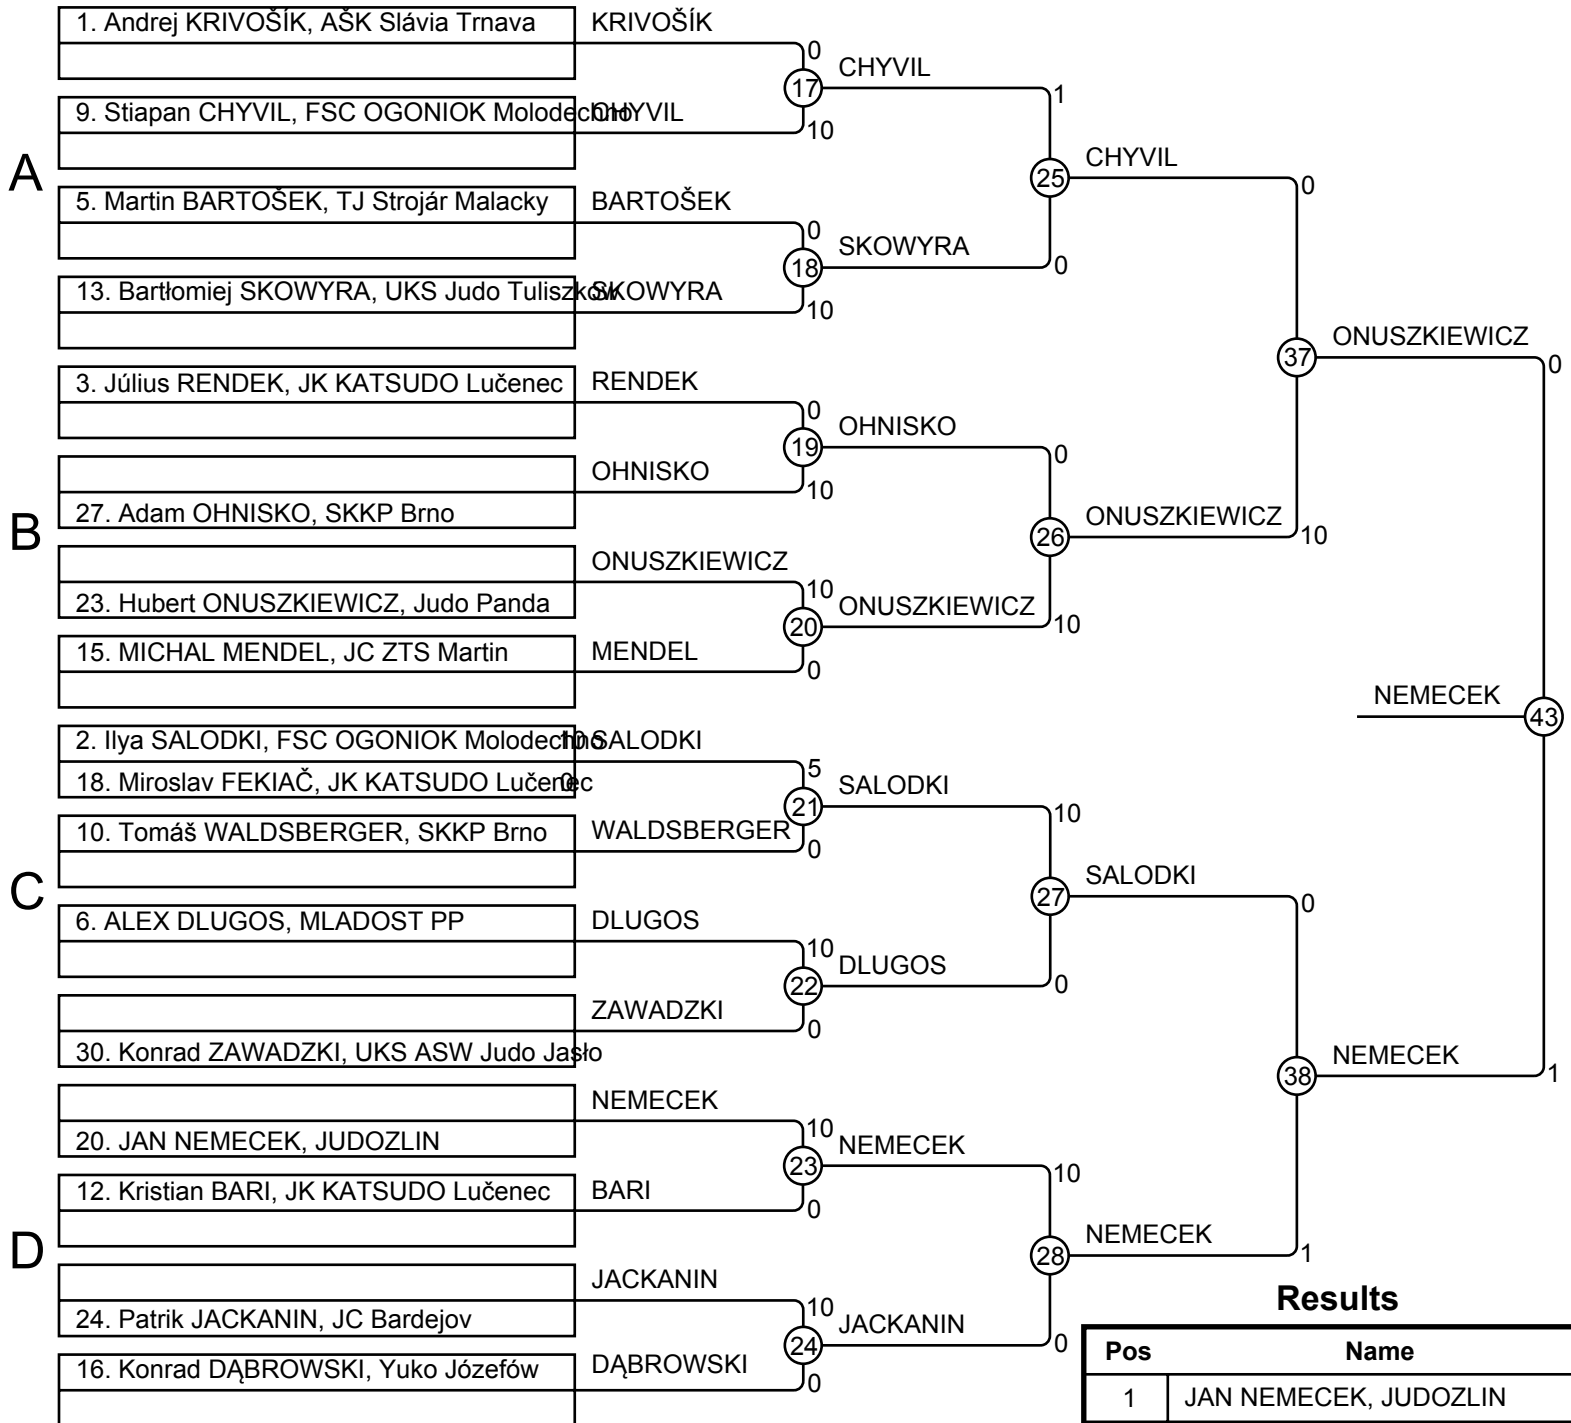 1. Andrej KRIVOŠÍK, AŠK Slávia Trnava
KRIVOŠÍK
0
17
CHYVIL
1
9. Stiapan CHYVIL, FSC OGONIOK Molodechno
CHYVIL
10
A
25
CHYVIL
0
5. Martin BARTOŠEK, TJ Strojár Malacky
BARTOŠEK
0
18
SKOWYRA
0
13. Bartłomiej SKOWYRA, UKS Judo Tuliszków
SKOWYRA
10
37
ONUSZKIEWICZ
0
3. Július RENDEK, JK KATSUDO Lučenec
RENDEK
0
19
OHNISKO
0
OHNISKO
10
27. Adam OHNISKO, SKKP Brno
B
26
ONUSZKIEWICZ
10
ONUSZKIEWICZ
10
23. Hubert ONUSZKIEWICZ, Judo Panda
20
ONUSZKIEWICZ
10
15. MICHAL MENDEL, JC ZTS Martin
MENDEL
0
NEMECEK
43
2. Ilya SALODKI, FSC OGONIOK Molodechno
10
SALODKI
5
18. Miroslav FEKIAČ, JK KATSUDO Lučenec
0
21
SALODKI
10
10. Tomáš WALDSBERGER, SKKP Brno
WALDSBERGER
0
C
27
SALODKI
0
6. ALEX DLUGOS, MLADOST PP
DLUGOS
10
22
DLUGOS
0
ZAWADZKI
0
30. Konrad ZAWADZKI, UKS ASW Judo Jasło
38
NEMECEK
1
NEMECEK
10
20. JAN NEMECEK, JUDOZLIN
23
NEMECEK
10
12. Kristian BARI, JK KATSUDO Lučenec
BARI
0
D
28
NEMECEK
1
JACKANIN
10
24. Patrik JACKANIN, JC Bardejov
24
JACKANIN
0
16. Konrad DĄBROWSKI, Yuko Józefów
DĄBROWSKI
0
Results
Pos Name
1 JAN NEMECEK, JUDOZLIN